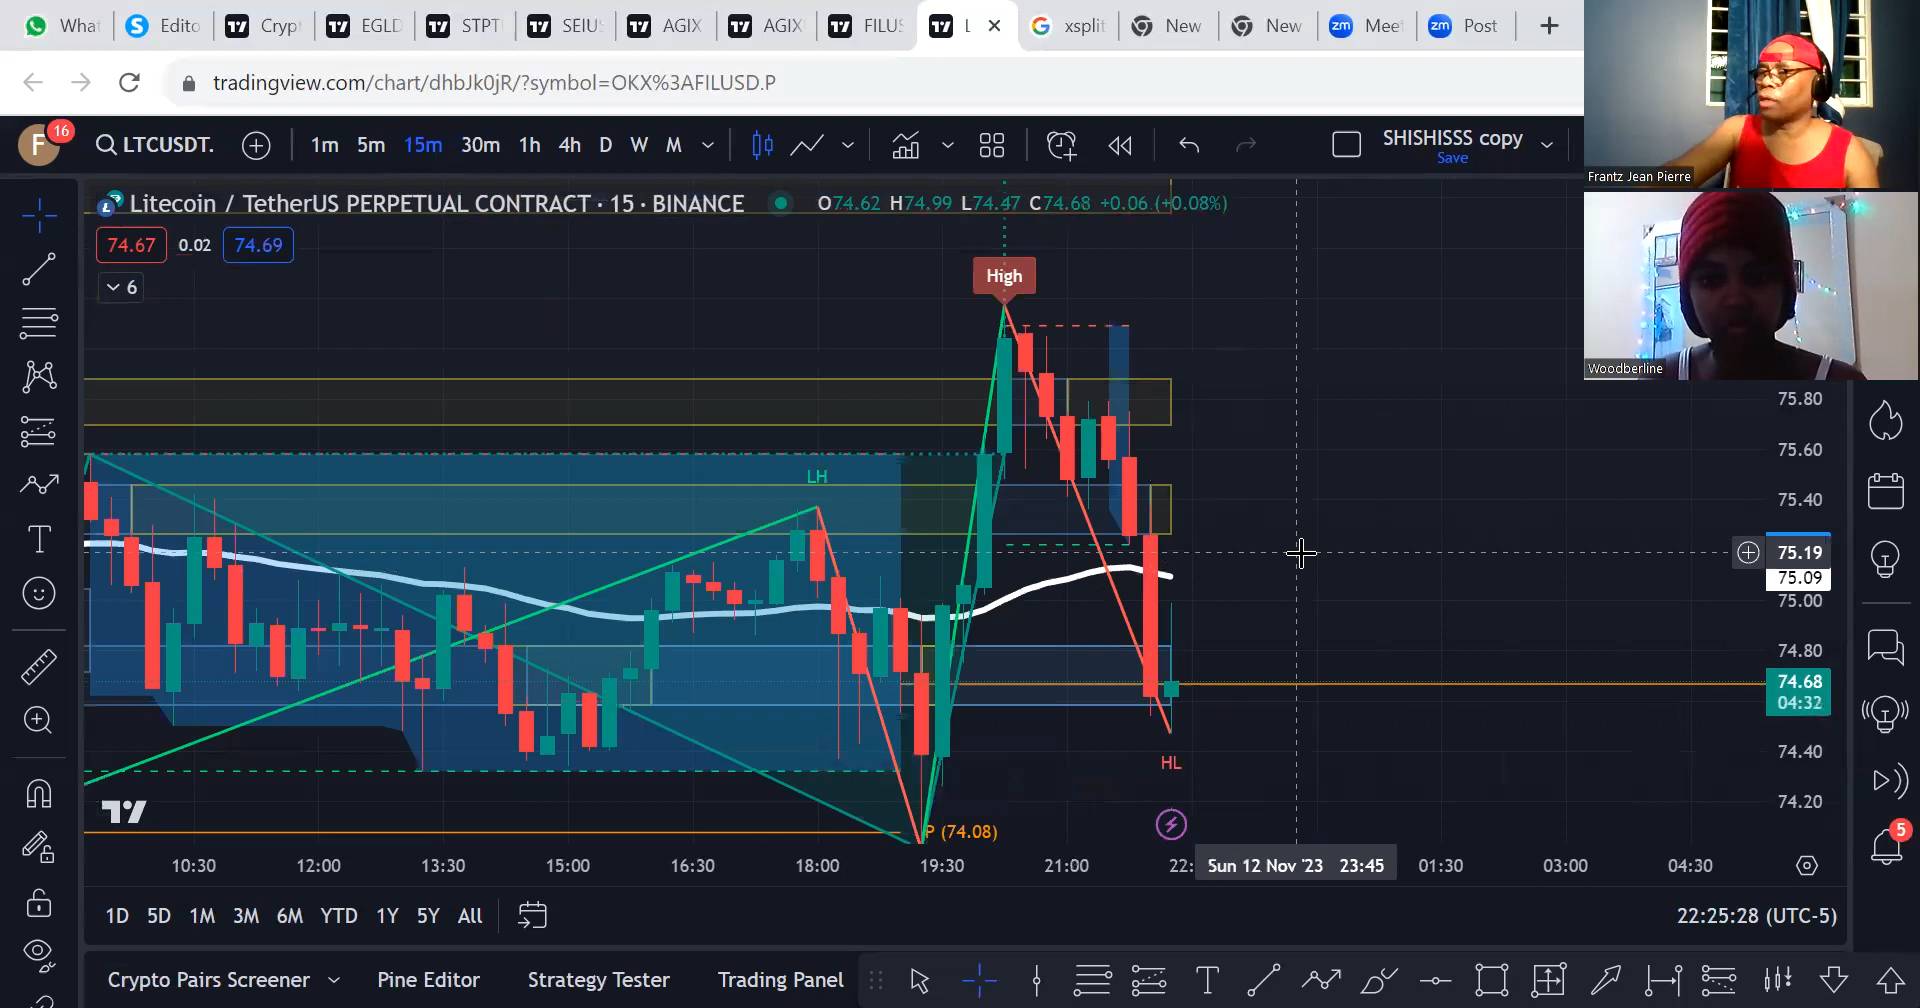 What
Edito
Crypt
EGLD
STPT
SEIU
AGIX
AGIX
FILUS
L
xspli
New
New
zm Mee
zm Post
tradingview.com/chart/dhbJk0jR/?symbol=OKX%3AFILUSD.P
F 16
LTCUSDT.
1m 5m 15m 30m 1h 4h D W M
SHISHISSS copy
Save
Frantz Jean Pierre
Woodberline
Litecoin / TetherUS PERPETUAL CONTRACT · 15 · BINANCE
O74.62 H74.99 L74.47 C74.68 +0.06 (+0.08%)
74.67 0.02 74.69
6
High
LH
HL
P (74.08)
75.80
75.60
75.40
75.19
75.09
75.00
74.80
74.68
04:32
74.40
74.20
5
10:30 12:00 13:30 15:00 16:30 18:00 19:30 21:00 22: Sun 12 Nov '23 23:45 01:30 03:00 04:30
1D 5D 1M 3M 6M YTD 1Y 5Y All
22:25:28 (UTC-5)
Crypto Pairs Screener Pine Editor Strategy Tester Trading Panel